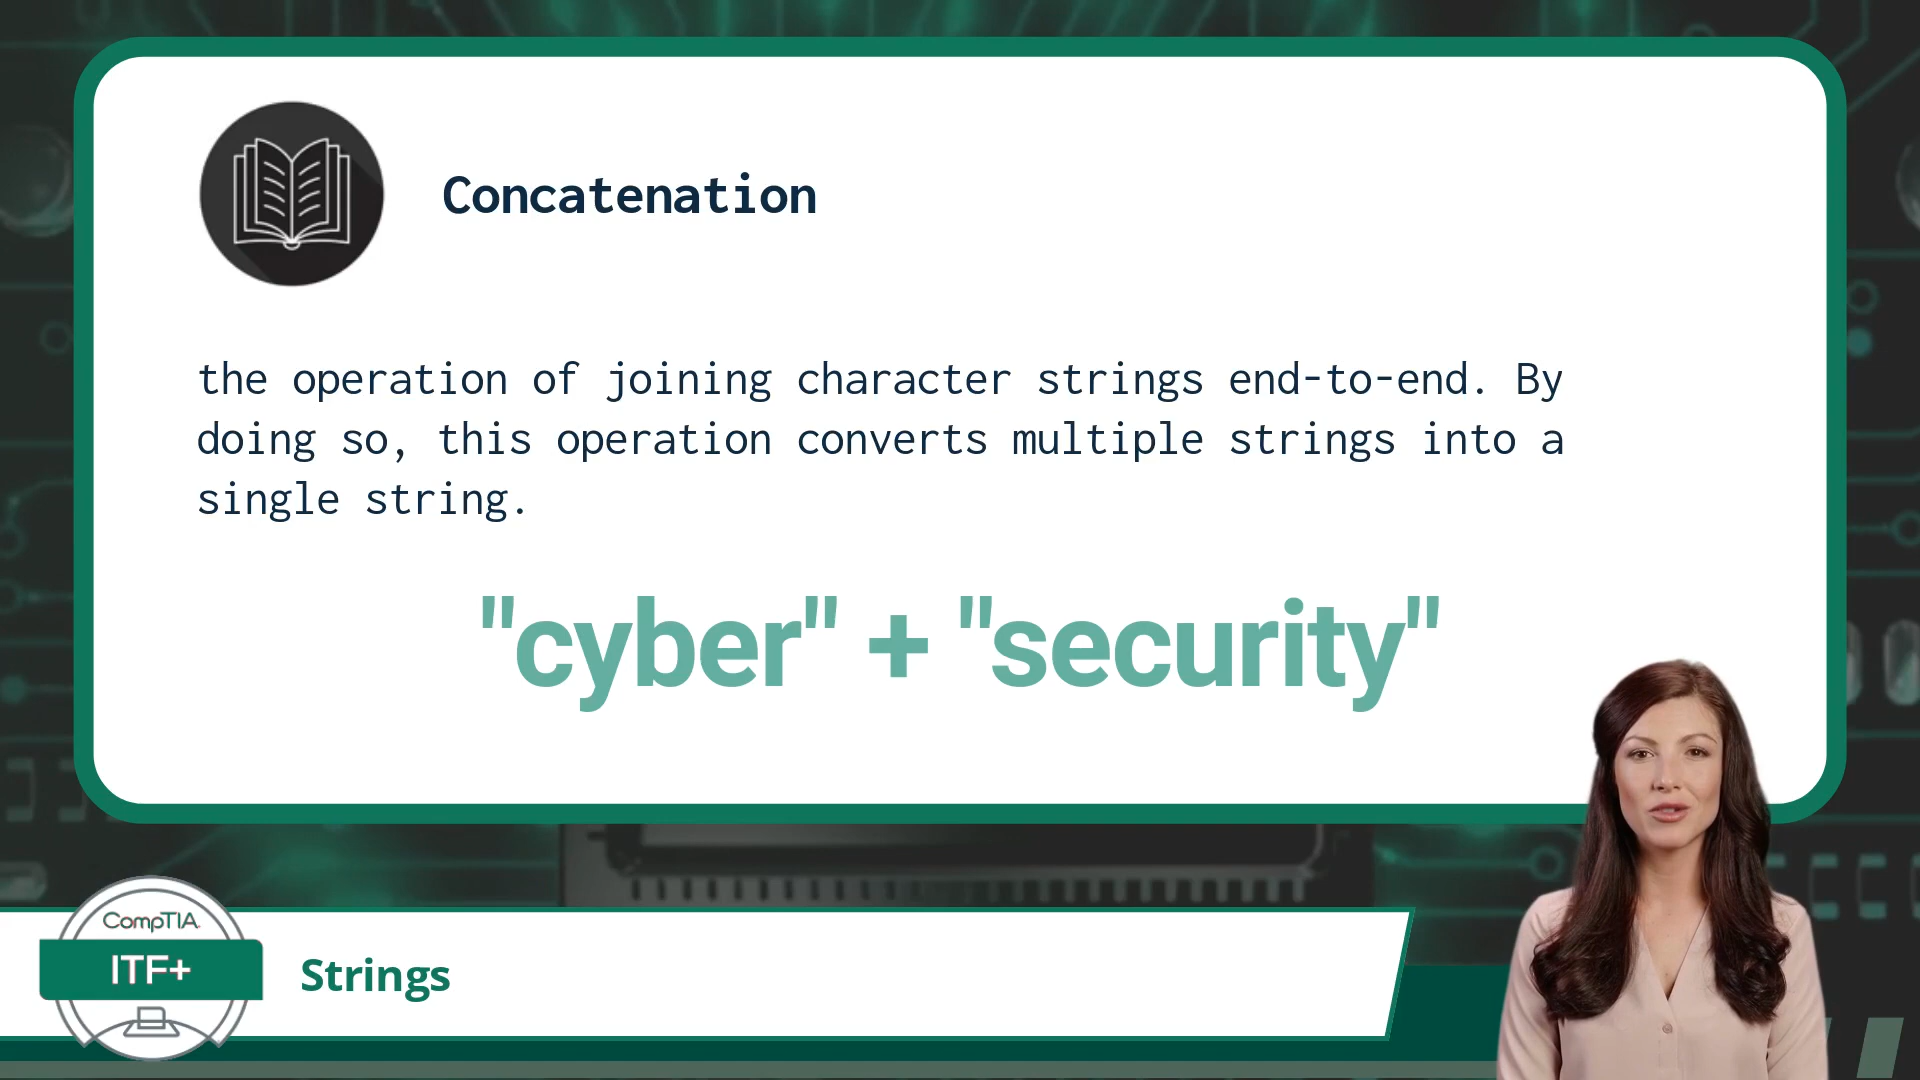 Concatenation
the operation of joining character strings end-to-end. By
doing so, this operation converts multiple strings into a
single string.
"cyber" + "security"
CompTIA
ITF+
Strings